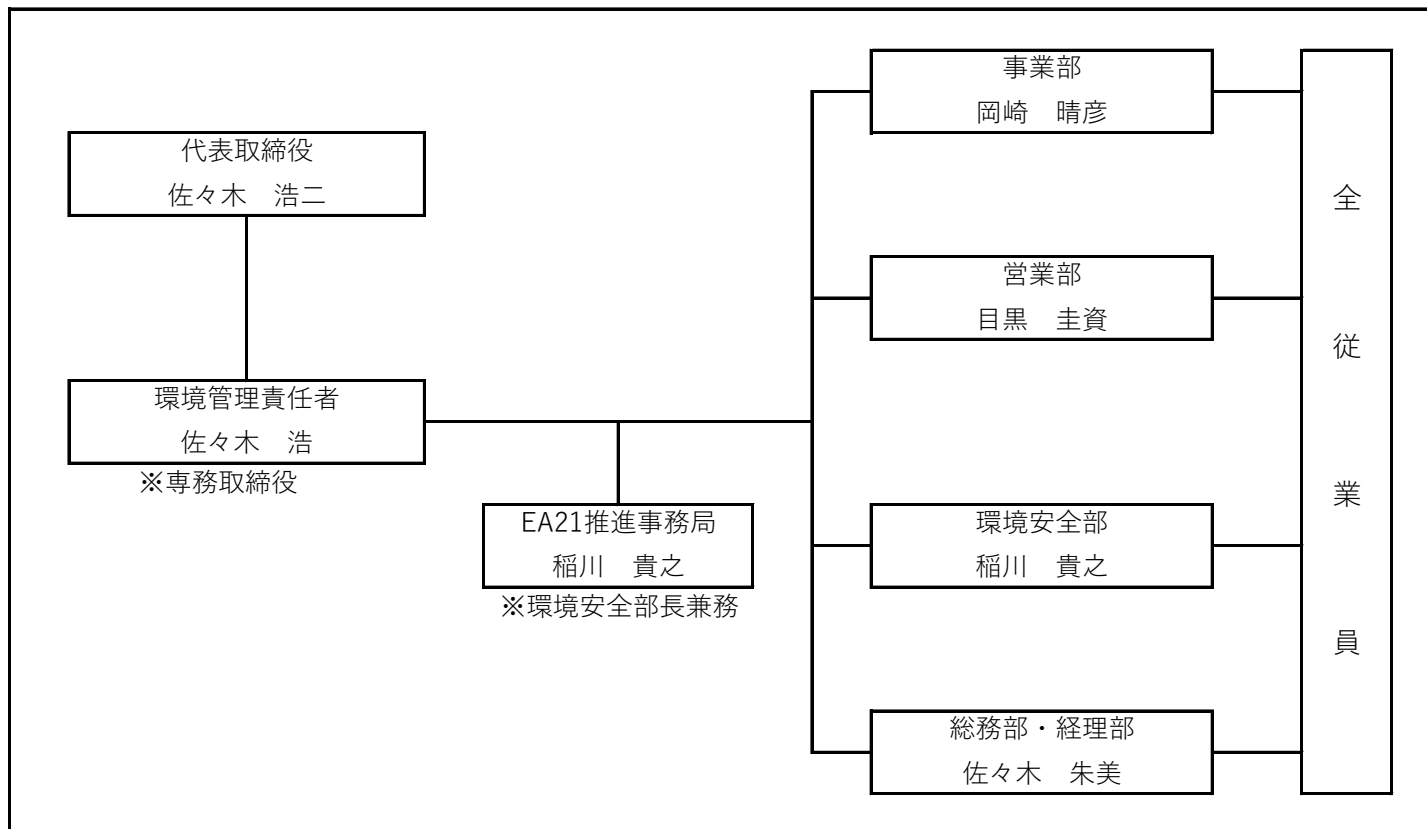 代表取締役
佐々木　浩二
環境管理責任者
佐々木　浩
※専務取締役
EA21推進事務局
稲川　貴之
※環境安全部長兼務
事業部
岡崎　晴彦
営業部
目黒　圭資
環境安全部
稲川　貴之
総務部・経理部
佐々木　朱美
全従業員